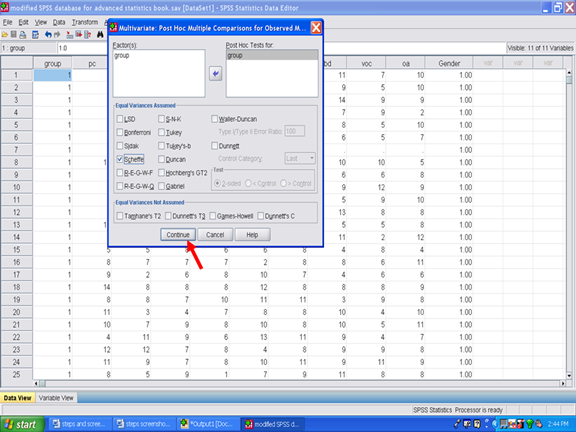 modified SPSS database for advanced statistics book.sav [DataSet1] - SPSS Statistics Data Editor
File Edit View Data Transform
1 : group 1.0 Visible: 11 of 11 Variables
Multivariate: Post Hoc Multiple Comparisons for Observed M...
Factor(s): Post Hoc Tests for:
group group
Equal Variances Assumed
LSD S-N-K Waller-Duncan
Bonferroni Tukey Type I/Type II Error Ratio: 100
Sidak Tukey's-b Dunnett
Scheffe Duncan Control Category: Last
R-E-G-W-F Hochberg's GT2 Test
R-E-G-W-Q Gabriel 2-sided < Control > Control
Equal Variances Not Assumed
Tamhane's T2 Dunnett's T3 Games-Howell Dunnett's C
Continue Cancel Help
group pc bd voc oa Gender var var var
1 1 11 7 10 1.00
2 1 9 5 10 1.00
3 1 14 9 9 1.00
4 1 1.00
5 1 8 5 10 1.00
6 1 6 5 7 1.00
7 1 . . . 1.00
8 1 10 10 5 1.00
9 1 8 6 6 1.00
10 1 9 12 9 1.00
11 1 9 5 6 1.00
12 1 13 8 8 1.00
13 1 8 8 6 1.00
14 1 11 2 12 1.00
15 1 4 8 4 1.00
16 1 8 7 7 7 2 8 8 6 6 1.00
17 1 9 2 6 8 10 7 4 6 6 1.00
18 1 14 8 8 8 12 8 8 8 9 1.00
19 1 8 9 7 10 11 11 3 9 8 1.00
20 1 11 3 4 7 8 8 10 4 10 1.00
21 1 10 7 9 8 10 8 10 5 11 1.00
22 1 4 11 9 6 13 11 9 4 7 1.00
23 1 12 12 7 8 4 8 9 9 8 1.00
24 1 11 9 7 8 10 11 9 11 9 1.00
25 1 8 5 9 1 7 9 11 8 8 1.00
Data View Variable View
SPSS Statistics Processor is ready
start steps and scree... steps screensho... *Output1 [Doc... modified SPSS d... 2:44 PM